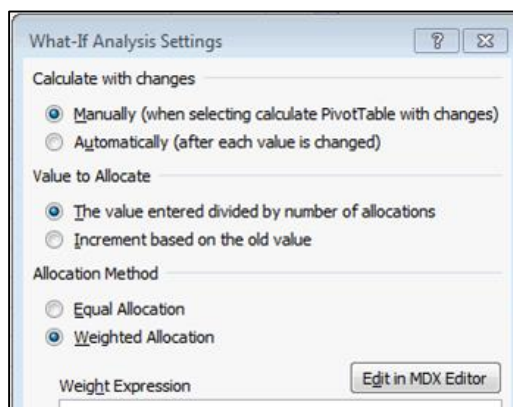 What-If Analysis Settings
Calculate with changes
Manually (when selecting calculate PivotTable with changes)
Automatically (after each value is changed)
Value to Allocate
The value entered divided by number of allocations
Increment based on the old value
Allocation Method
Equal Allocation
Weighted Allocation
Weight Expression Edit in MDX Editor